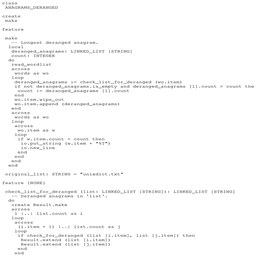 class
ANAGRAMS_DERANGED
create
make
feature
make
-- Longest deranged anagram.
local
deranged_anagrams: LINKED_LIST [STRING]
count: INTEGER
do
read_wordlist
across
words as wo
loop
deranged_anagrams := check_list_for_deranged (wo.item)
if not deranged_anagrams.is_empty and deranged_anagrams [1].count > count then
count := deranged_anagrams [1].count
end
wo.item.wipe_out
wo.item.append (deranged_anagrams)
end
across
words as wo
loop
across
wo.item as w
loop
if w.item.count = count then
io.put_string (w.item + "%T")
io.new_line
end
end
end
end
original_list: STRING = "unixdict.txt"
feature {NONE}
check_list_for_deranged (list: LINKED_LIST [STRING]): LINKED_LIST [STRING]
-- Deranged anagrams in 'list'.
do
create Result.make
across
1 |..| list.count as i
loop
across
(i.item + 1) |..| list.count as j
loop
if check_for_deranged (list [i.item], list [j.item]) then
Result.extend (list [i.item])
Result.extend (list [j.item])
end
end